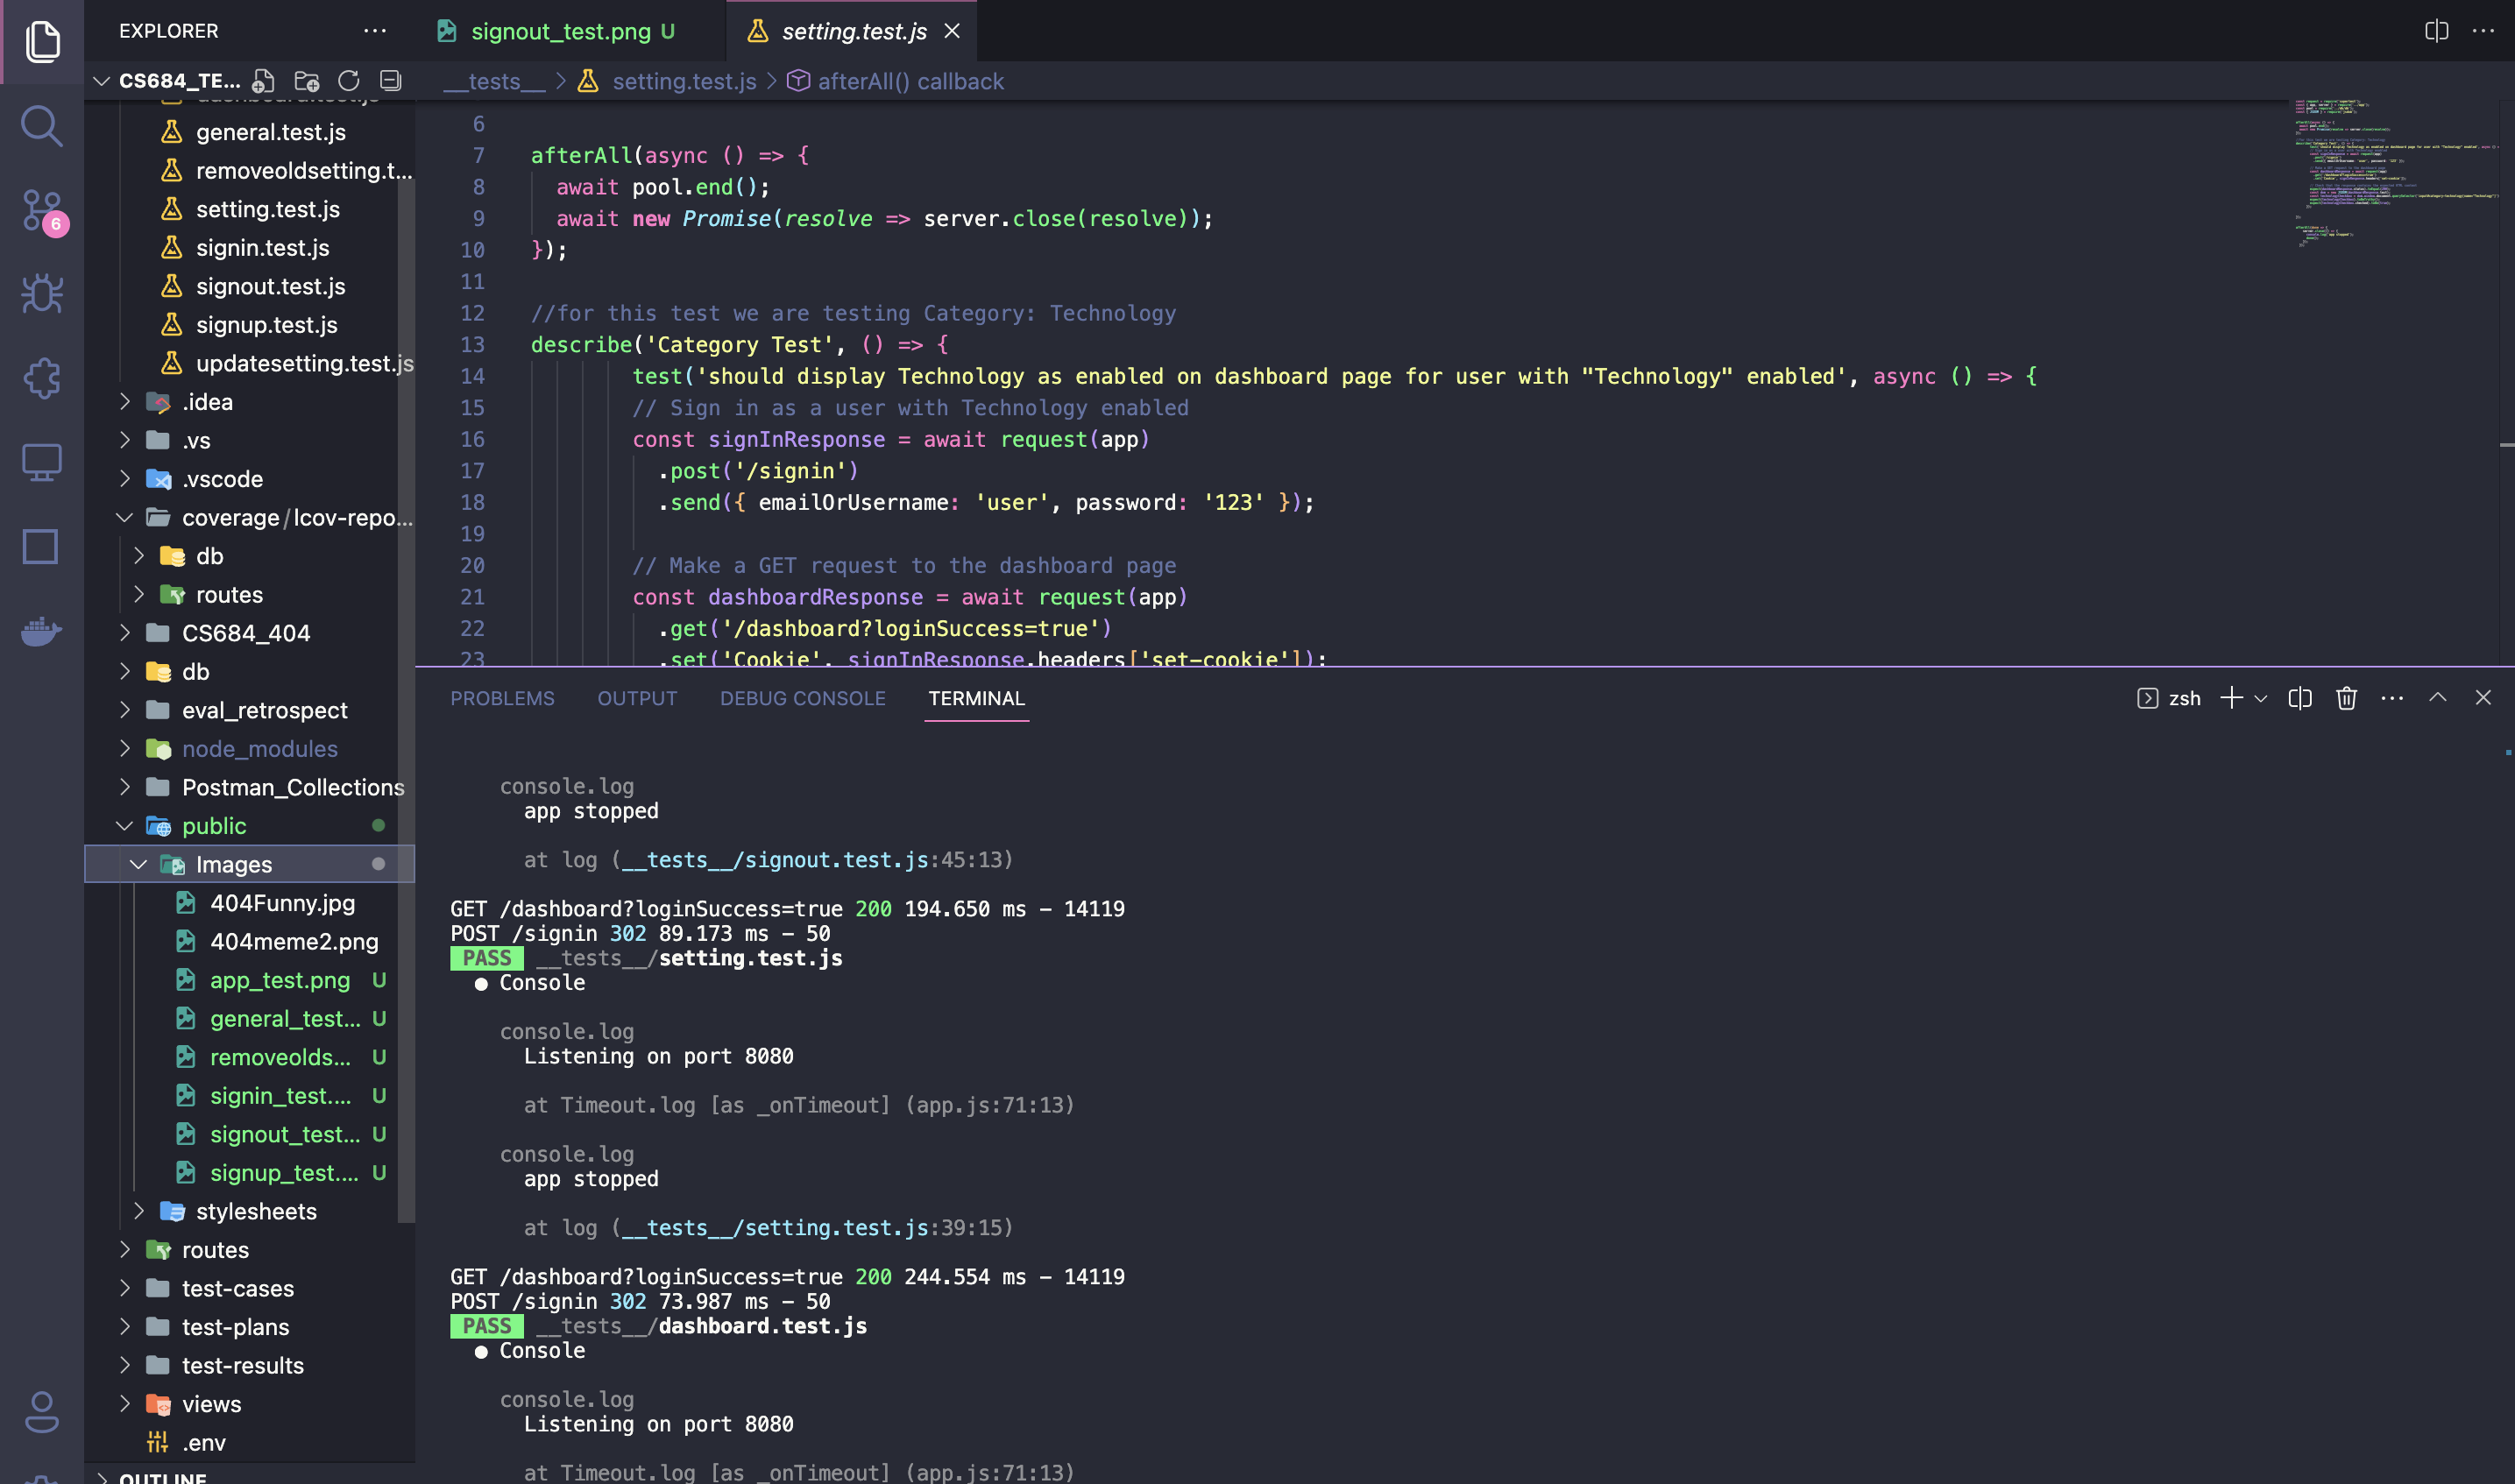 EXPLORER
CS684_TE...
general.test.js
removeoldsetting.t...
setting.test.js
signin.test.js
signout.test.js
signup.test.js
updatesetting.test.js
.idea
.vs
.vscode
coverage/lcov-repo...
db
routes
CS684_404
db
eval_retrospect
node_modules
Postman_Collections
public
Images
404Funny.jpg
404meme2.png
app_test.png U
general_test... U
removeolds... U
signin_test.... U
signout_test... U
signup_test.... U
stylesheets
routes
test-cases
test-plans
test-results
views
.env
OUTLINE
6
signout_test.png U
setting.test.js
__tests__ > setting.test.js > afterAll() callback
6
7 afterAll(async () => {
8 await pool.end();
9 await new Promise(resolve => server.close(resolve));
10 });
11
12 //for this test we are testing Category: Technology
13 describe('Category Test', () => {
14 test('should display Technology as enabled on dashboard page for user with "Technology" enabled', async () => {
15 // Sign in as a user with Technology enabled
16 const signInResponse = await request(app)
17 .post('/signin')
18 .send({ emailOrUsername: 'user', password: '123' });
19
20 // Make a GET request to the dashboard page
21 const dashboardResponse = await request(app)
22 .get('/dashboard?loginSuccess=true')
23 .set('Cookie', signInResponse.headers['set-cookie']);
PROBLEMS OUTPUT DEBUG CONSOLE TERMINAL
zsh
console.log
app stopped
at log (__tests__/signout.test.js:45:13)
GET /dashboard?loginSuccess=true 200 194.650 ms - 14119
POST /signin 302 89.173 ms - 50
PASS __tests__/setting.test.js
● Console
console.log
Listening on port 8080
at Timeout.log [as _onTimeout] (app.js:71:13)
console.log
app stopped
at log (__tests__/setting.test.js:39:15)
GET /dashboard?loginSuccess=true 200 244.554 ms - 14119
POST /signin 302 73.987 ms - 50
PASS __tests__/dashboard.test.js
● Console
console.log
Listening on port 8080
at Timeout.log [as _onTimeout] (app.js:71:13)